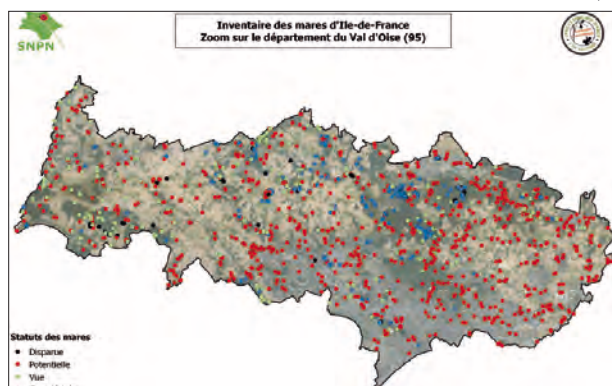 Inventaire des mares d'Ile-de-France
Zoom sur le département du Val d'Oise (95)
SNPN
Statuts des mares
Disparue
Potentielle
Vue